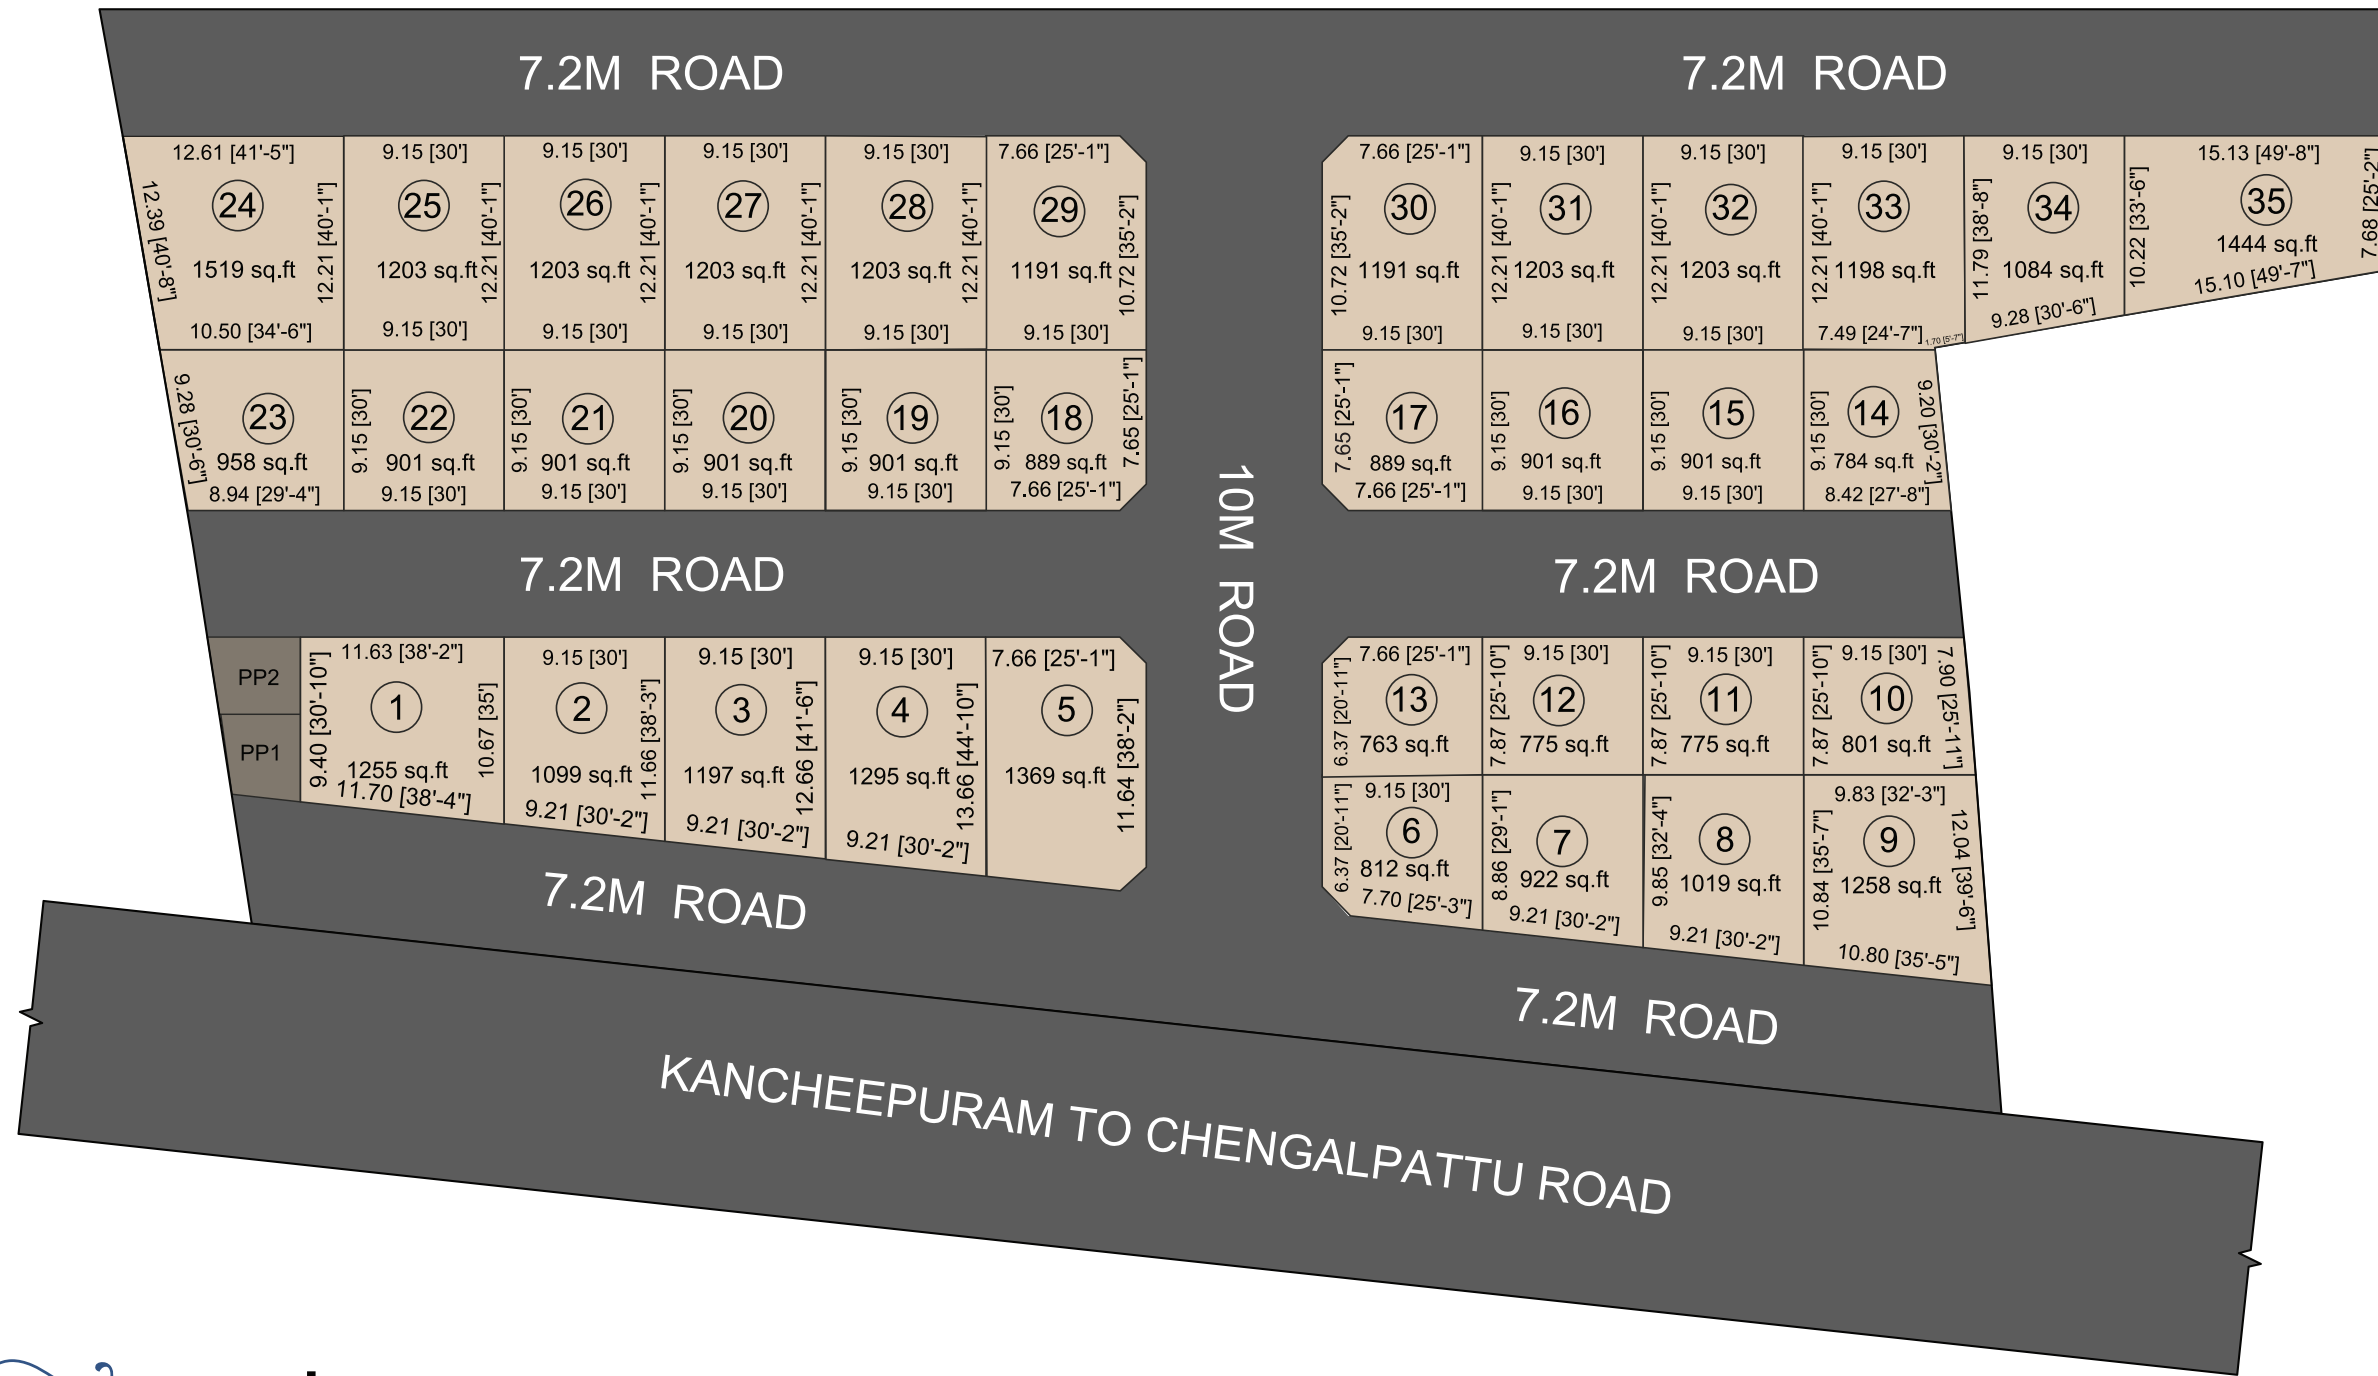 7.2M ROAD
7.2M ROAD
12.61 [41'-5"]
12.39 [40'-8"]
24
12.21 [40'-1"]
1519 sq.ft
10.50 [34'-6"]
9.15 [30']
25
12.21 [40'-1"]
1203 sq.ft
9.15 [30']
9.15 [30']
26
12.21 [40'-1"]
1203 sq.ft
9.15 [30']
9.15 [30']
27
12.21 [40'-1"]
1203 sq.ft
9.15 [30']
9.15 [30']
28
12.21 [40'-1"]
1203 sq.ft
9.15 [30']
7.66 [25'-1"]
29
10.72 [35'-2"]
1191 sq.ft
9.15 [30']
7.66 [25'-1"]
10.72 [35'-2"]
30
1191 sq.ft
9.15 [30']
9.15 [30']
12.21 [40'-1"]
31
1203 sq.ft
9.15 [30']
9.15 [30']
12.21 [40'-1"]
32
1203 sq.ft
9.15 [30']
9.15 [30']
12.21 [40'-1"]
33
1198 sq.ft
7.49 [24'-7"]
1.70 [5'-7"]
9.15 [30']
11.79 [38'-8"]
34
1084 sq.ft
9.28 [30'-6"]
15.13 [49'-8"]
10.22 [33'-6"]
35
7.68 [25'-2"]
1444 sq.ft
15.10 [49'-7"]
9.28 [30'-6"]
23
958 sq.ft
8.94 [29'-4"]
9.15 [30']
22
901 sq.ft
9.15 [30']
9.15 [30']
21
901 sq.ft
9.15 [30']
9.15 [30']
20
901 sq.ft
9.15 [30']
9.15 [30']
19
901 sq.ft
9.15 [30']
9.15 [30']
18
7.65 [25'-1"]
889 sq.ft
7.66 [25'-1"]
7.65 [25'-1"]
17
889 sq.ft
7.66 [25'-1"]
9.15 [30']
16
901 sq.ft
9.15 [30']
9.15 [30']
15
901 sq.ft
9.15 [30']
9.15 [30']
14
9.20 [30'-2"]
784 sq.ft
8.42 [27'-8"]
10M ROAD
7.2M ROAD
7.2M ROAD
PP2
PP1
11.63 [38'-2"]
9.40 [30'-10"]
1
10.67 [35']
1255 sq.ft
11.70 [38'-4"]
9.15 [30']
2
11.66 [38'-3"]
1099 sq.ft
9.21 [30'-2"]
9.15 [30']
3
12.66 [41'-6"]
1197 sq.ft
9.21 [30'-2"]
9.15 [30']
4
13.66 [44'-10"]
1295 sq.ft
9.21 [30'-2"]
7.66 [25'-1"]
5
11.64 [38'-2"]
1369 sq.ft
7.66 [25'-1"]
6.37 [20'-11"]
13
763 sq.ft
9.15 [30']
7.87 [25'-10"]
12
775 sq.ft
9.15 [30']
7.87 [25'-10"]
11
775 sq.ft
9.15 [30']
7.87 [25'-10"]
10
7.90 [25'-11"]
801 sq.ft
9.15 [30']
6.37 [20'-11"]
6
812 sq.ft
7.70 [25'-3"]
8.86 [29'-1"]
7
922 sq.ft
9.21 [30'-2"]
9.85 [32'-4"]
8
1019 sq.ft
9.21 [30'-2"]
9.83 [32'-3"]
10.84 [35'-7"]
9
12.04 [39'-6"]
1258 sq.ft
10.80 [35'-5"]
7.2M ROAD
7.2M ROAD
KANCHEEPURAM TO CHENGALPATTU ROAD